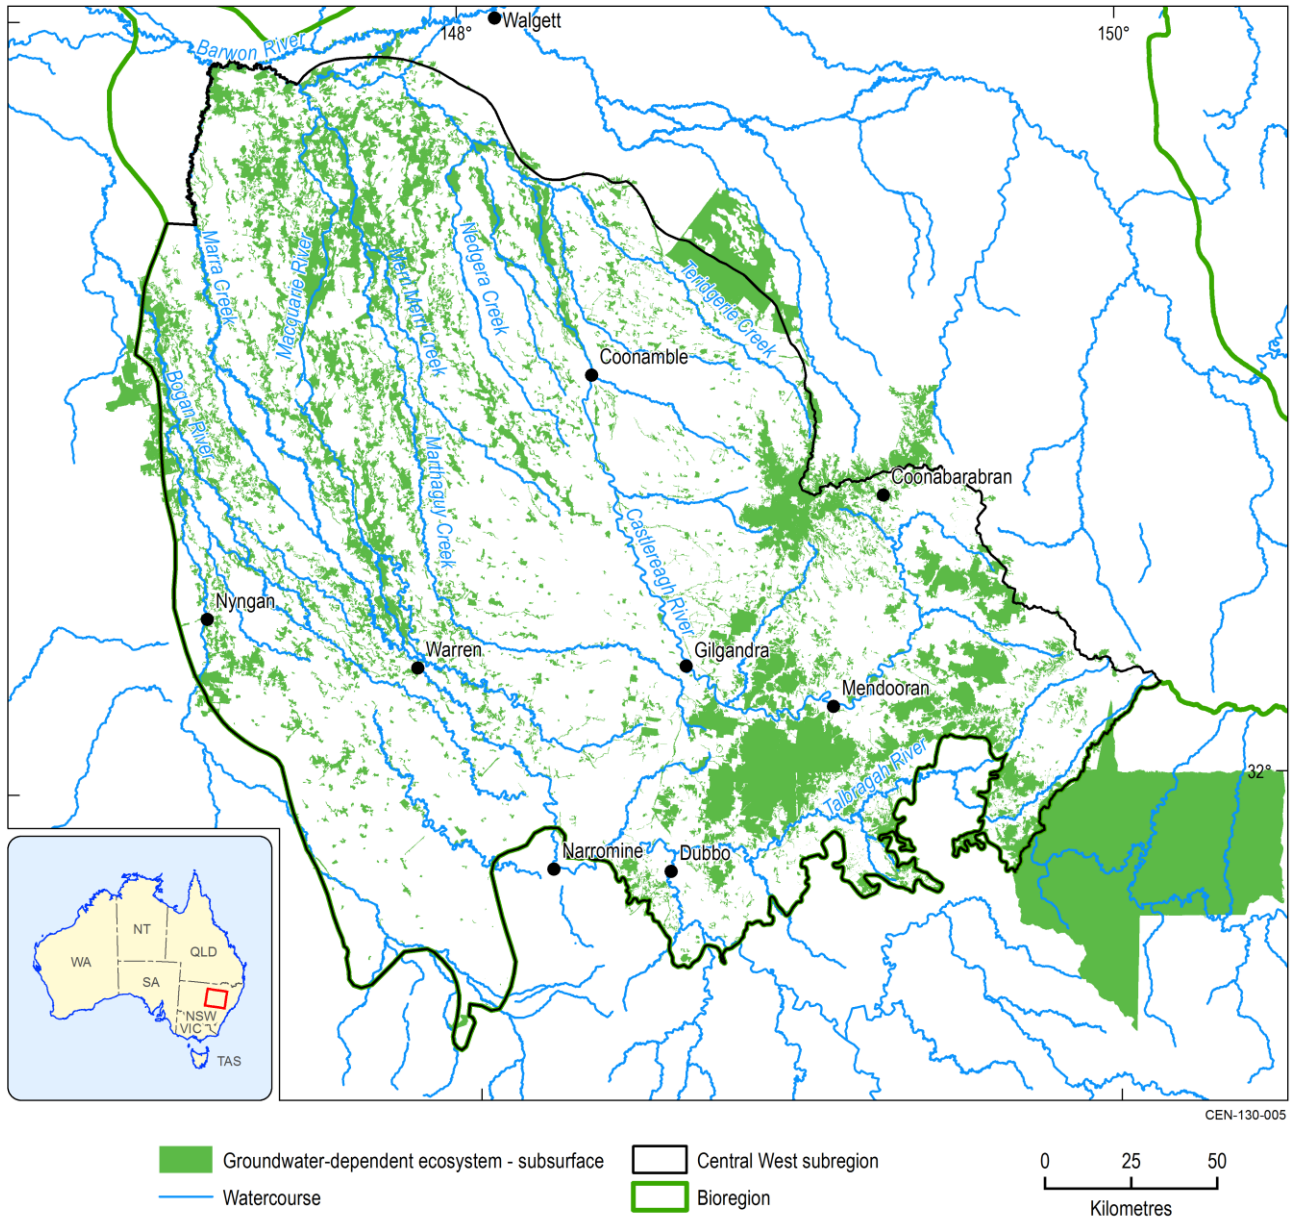 Walgett
148°
150°
Barwon River
Marra Creek
Macquarie River
Merri Merri Creek
Nedgera Creek
Teridgerie Creek
Coonamble
Bogan River
Marthaguy Creek
Castlereagh River
Coonabarabran
Nyngan
Warren
Gilgandra
Mendooran
32°
Talbragah River
Narromine
Dubbo
NT
QLD
WA
SA
NSW
VIC
TAS
CEN-130-005
Groundwater-dependent ecosystem - subsurface
Central West subregion
Watercourse
Bioregion
0 25 50
Kilometres